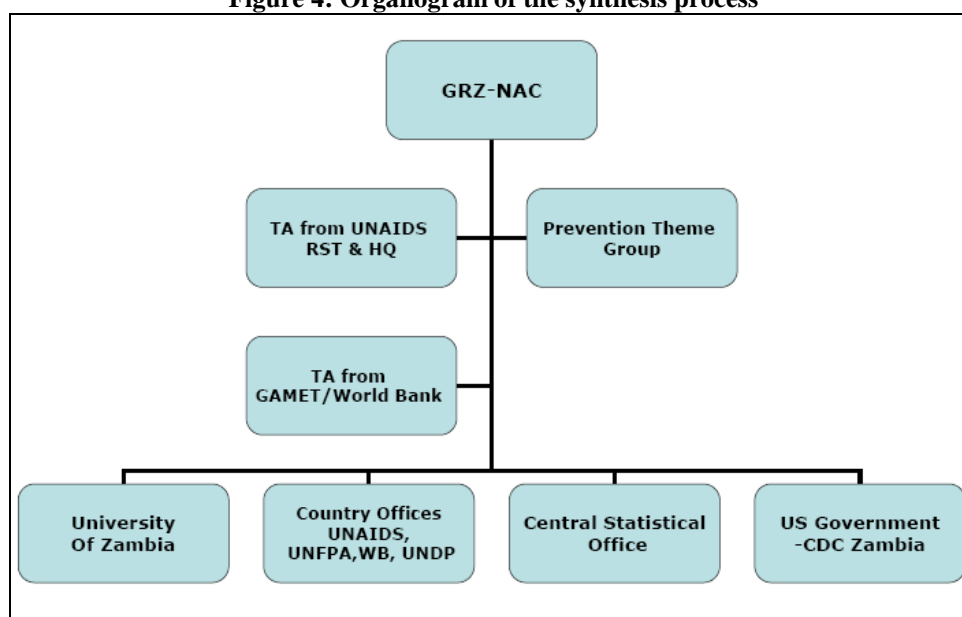 Figure 4: Organogram of the synthesis process
GRZ-NAC
TA from UNAIDS
RST & HQ
Prevention Theme
Group
TA from
GAMET/World Bank
University
Of Zambia
Country Offices
UNAIDS,
UNFPA,WB, UNDP
Central Statistical
Office
US Government
-CDC Zambia